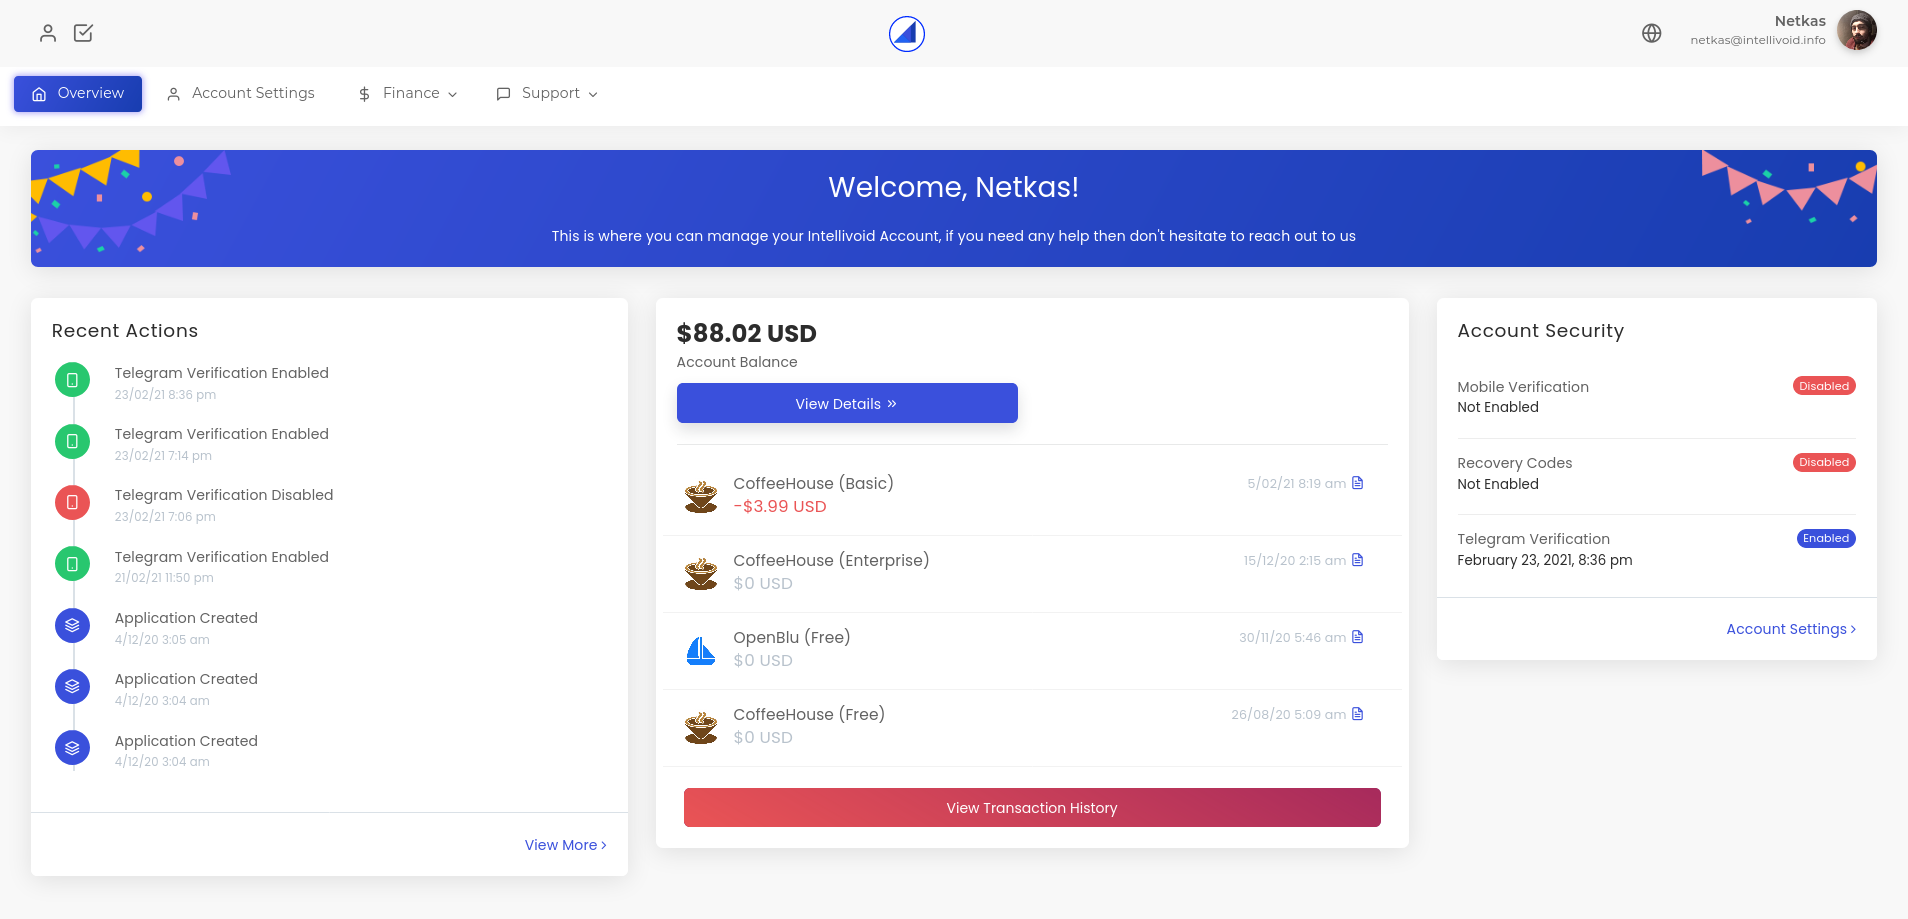 Netkas
netkas@intellivoid.info
Overview
Account Settings
Finance
Support
Welcome, Netkas!
This is where you can manage your Intellivoid Account, if you need any help then don't hesitate to reach out to us
Recent Actions
Telegram Verification Enabled
23/02/21 8:36 pm
Telegram Verification Enabled
23/02/21 7:14 pm
Telegram Verification Disabled
23/02/21 7:06 pm
Telegram Verification Enabled
21/02/21 11:50 pm
Application Created
4/12/20 3:05 am
Application Created
4/12/20 3:04 am
Application Created
4/12/20 3:04 am
View More
$88.02 USD
Account Balance
View Details
CoffeeHouse (Basic)
5/02/21 8:19 am
-$3.99 USD
CoffeeHouse (Enterprise)
15/12/20 2:15 am
$0 USD
OpenBlu (Free)
30/11/20 5:46 am
$0 USD
CoffeeHouse (Free)
26/08/20 5:09 am
$0 USD
View Transaction History
Account Security
Mobile Verification
Disabled
Not Enabled
Recovery Codes
Disabled
Not Enabled
Telegram Verification
Enabled
February 23, 2021, 8:36 pm
Account Settings